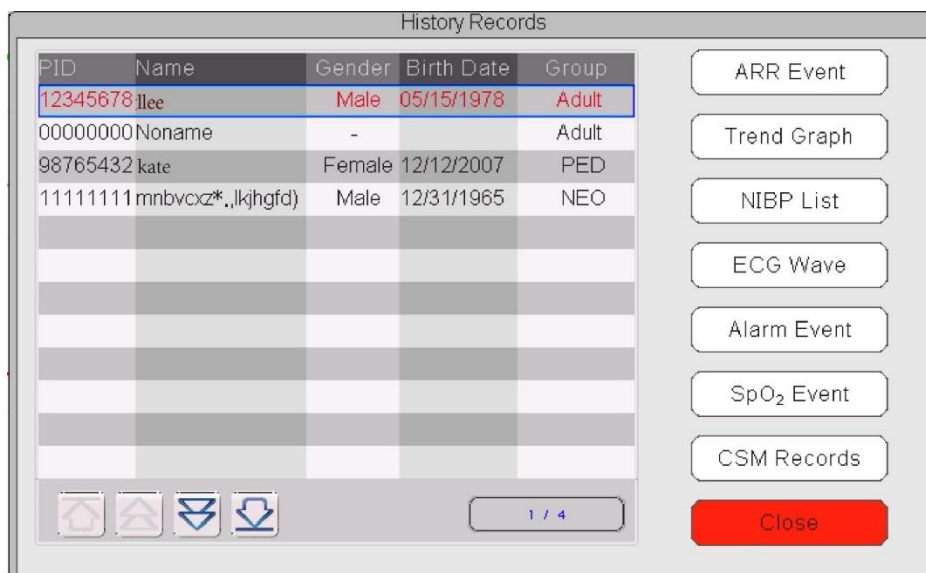 History Records
PID Name Gender Birth Date Group
12345678 llee Male 05/15/1978 Adult
00000000 Noname - Adult
98765432 kate Female 12/12/2007 PED
11111111 mnbvcxz*.,lkjhgfd) Male 12/31/1965 NEO
1 / 4
ARR Event
Trend Graph
NIBP List
ECG Wave
Alarm Event
SpO₂ Event
CSM Records
Close